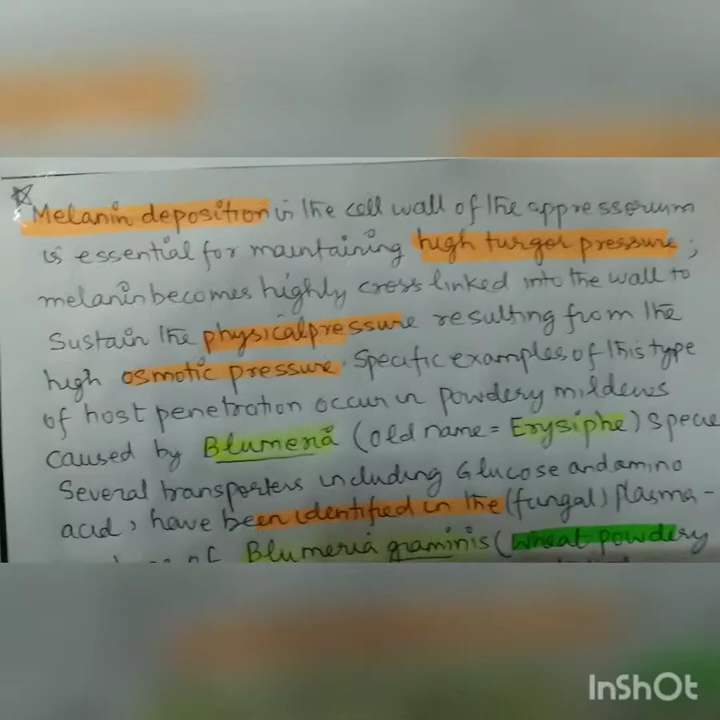 Melanin deposition in the cell wall of the appressorium
is essential for maintaining high turgor pressure;
melanin becomes highly cross linked into the wall to
sustain the physical pressure resulting from the
high osmotic pressure. Specific examples of this type
of host penetration occur in powdery mildews
caused by Blumeria (old name = Erysiphe) specie
Several transporters including Glucose and amino
acid, have been identified in the (fungal) plasma-
of Blumeria graminis (wheat powdery
InShOt